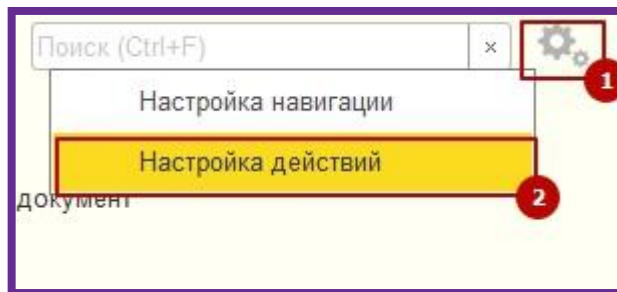 Поиск (Ctrl+F) ×
1
Настройка навигации
Настройка действий
2
документ